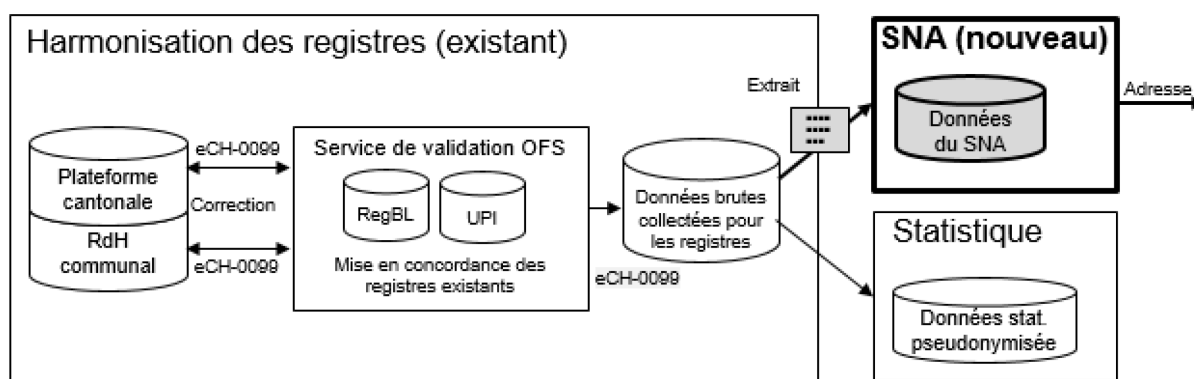 Harmonisation des registres (existant)
eCH-0099
Plateforme
cantonale
Correction
RdH
communal
eCH-0099
Service de validation OFS
RegBL
UPI
Mise en concordance des
registres existants
eCH-0099
Données brutes
collectées pour
les registres
Extrait
SNA (nouveau)
Données
du SNA
Adresse
Statistique
Données stat.
pseudonymisée